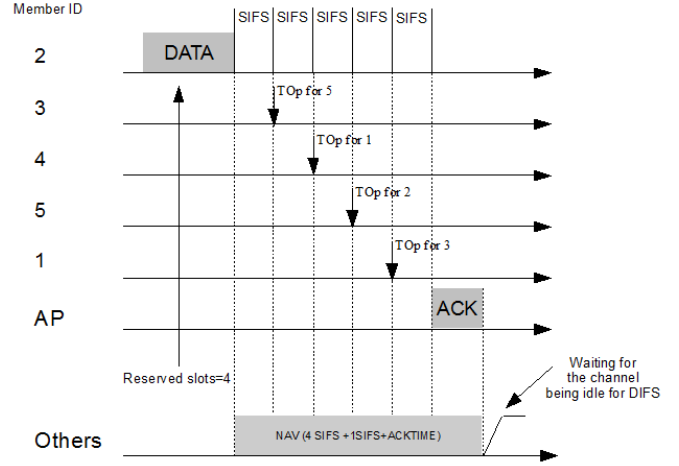 Member ID
SIFS SIFS SIFS SIFS SIFS
2
DATA
TOp for 5
3
TOp for 1
4
TOp for 2
5
TOp for 3
1
ACK
AP
Reserved slots=4
Waiting for
the channel
being idle for DIFS
NAV (4 SIFS +1SIFS+ACKTIME)
Others